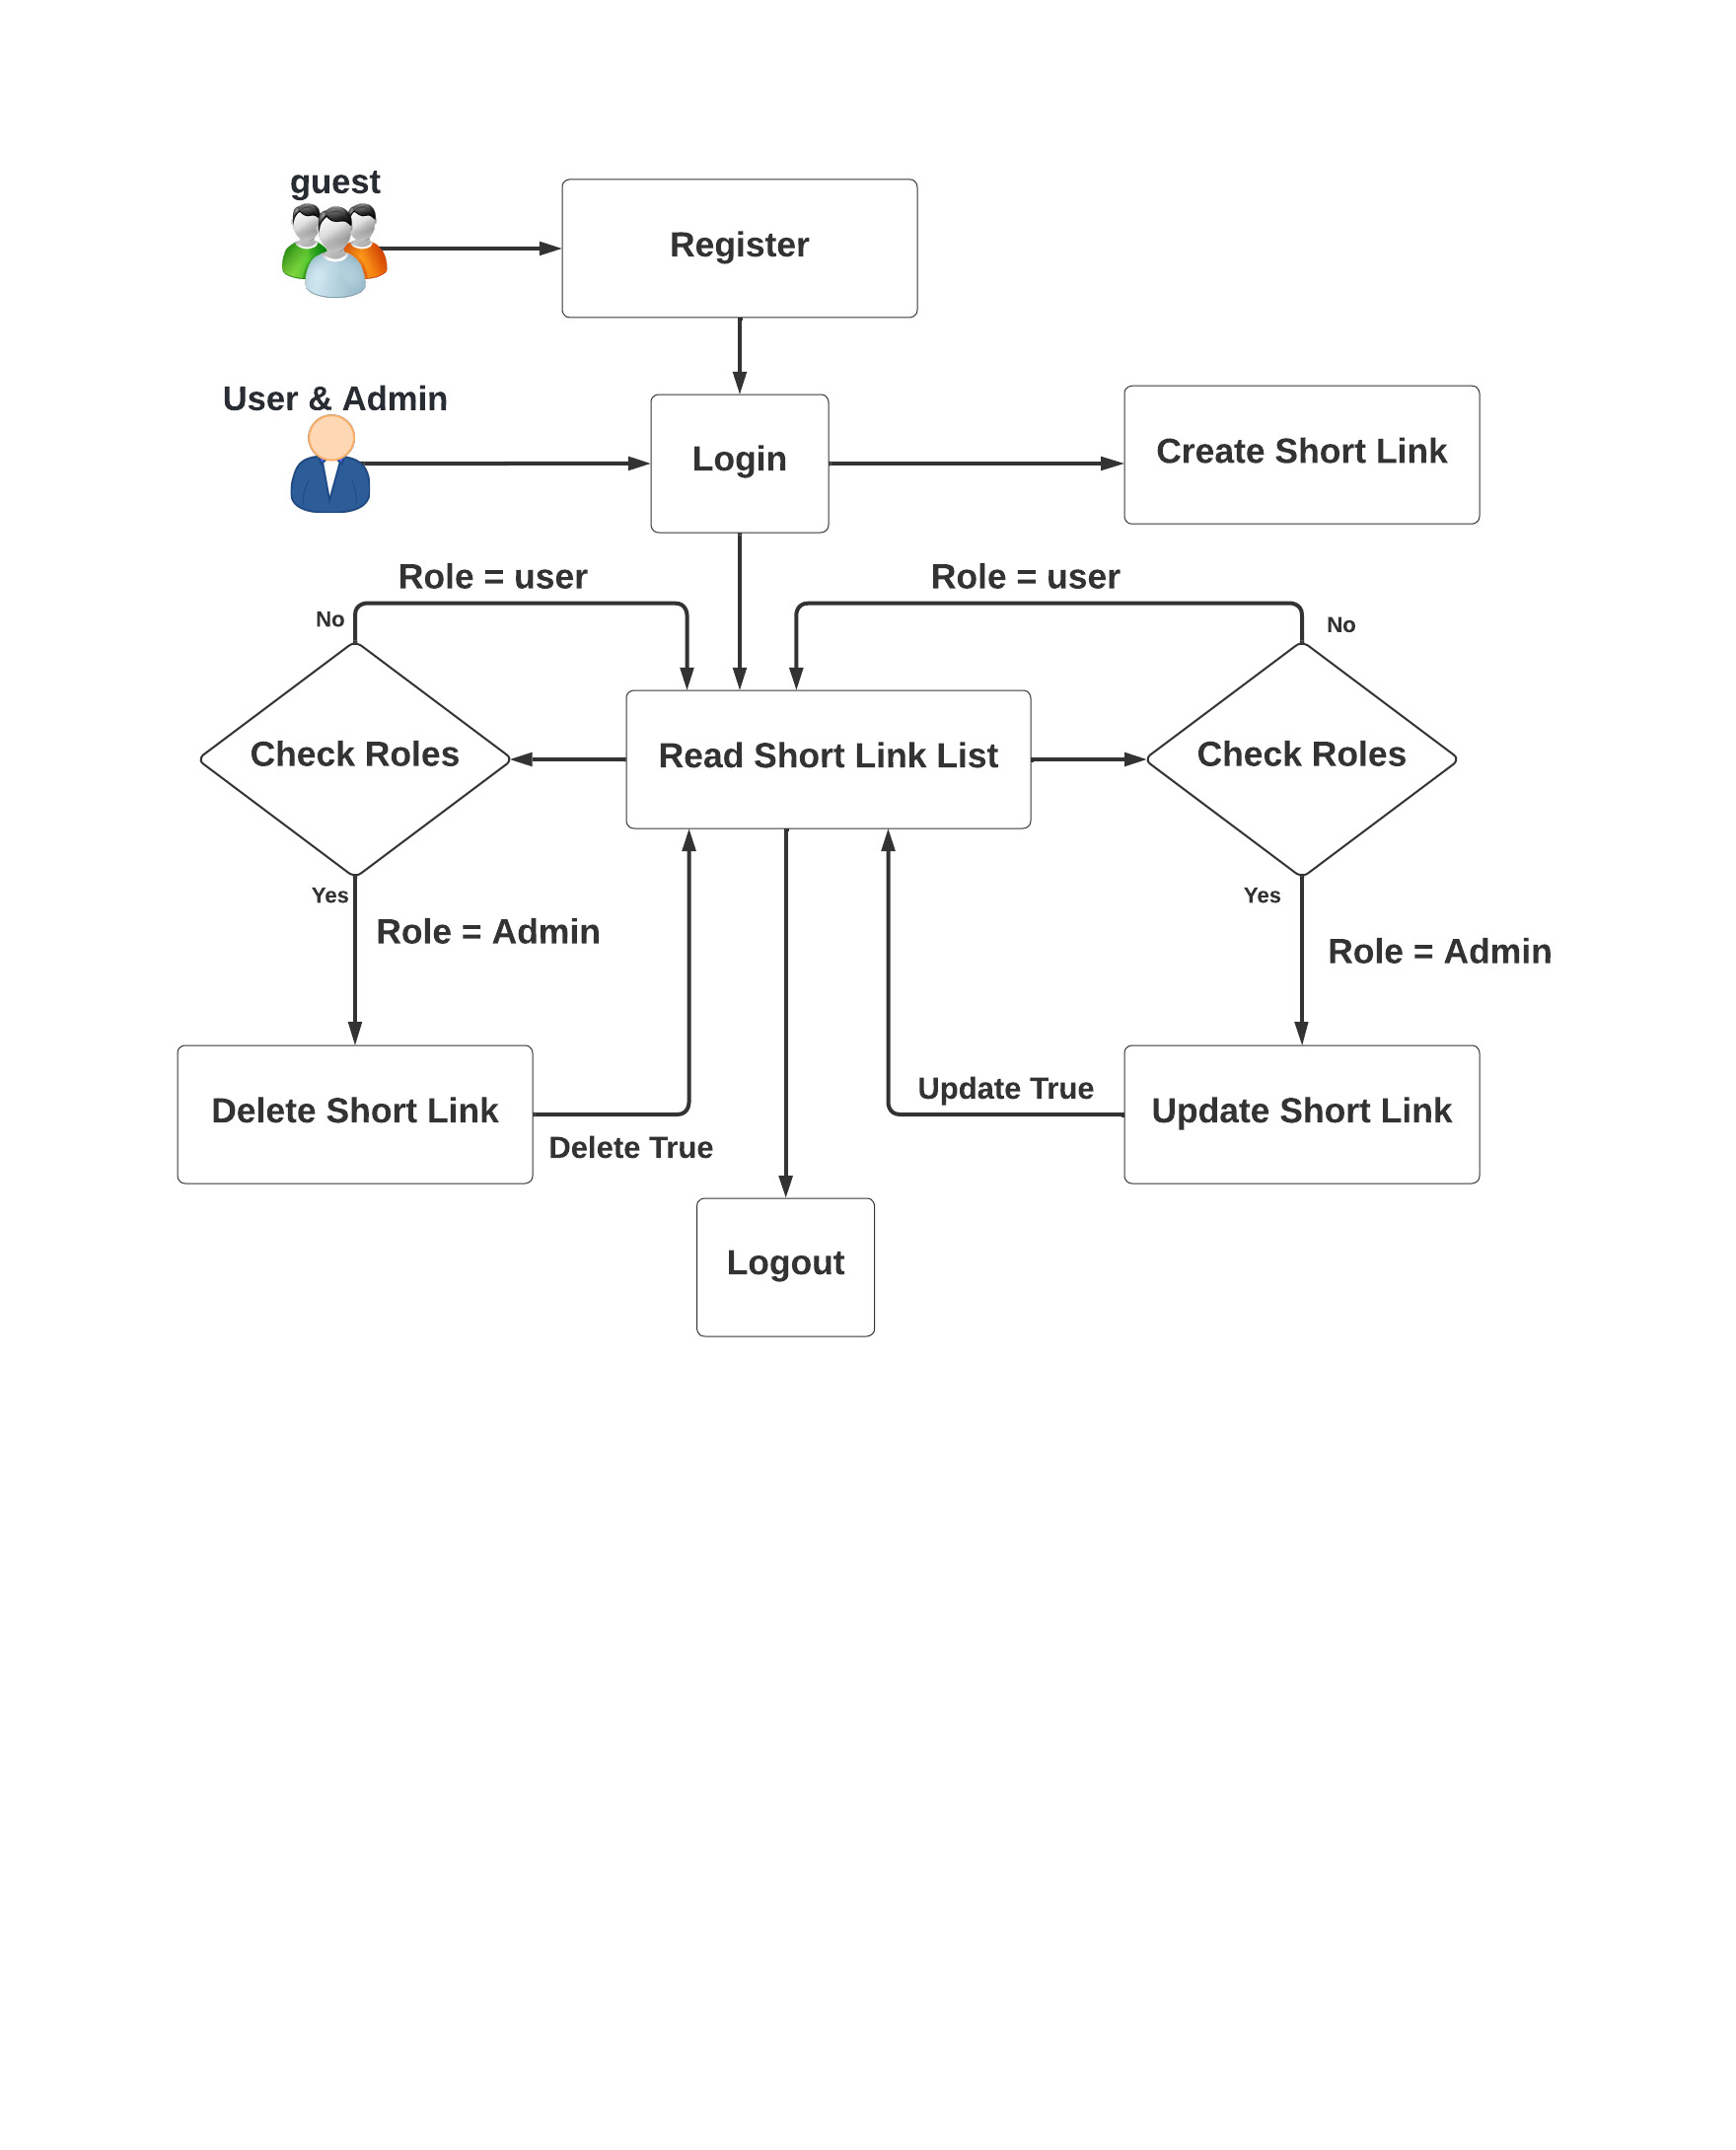 guest
Register
User & Admin
Login
Create Short Link
Role = user
Role = user
No
No
Check Roles
Read Short Link List
Check Roles
Yes
Yes
Role = Admin
Role = Admin
Delete Short Link
Update True
Update Short Link
Delete True
Logout